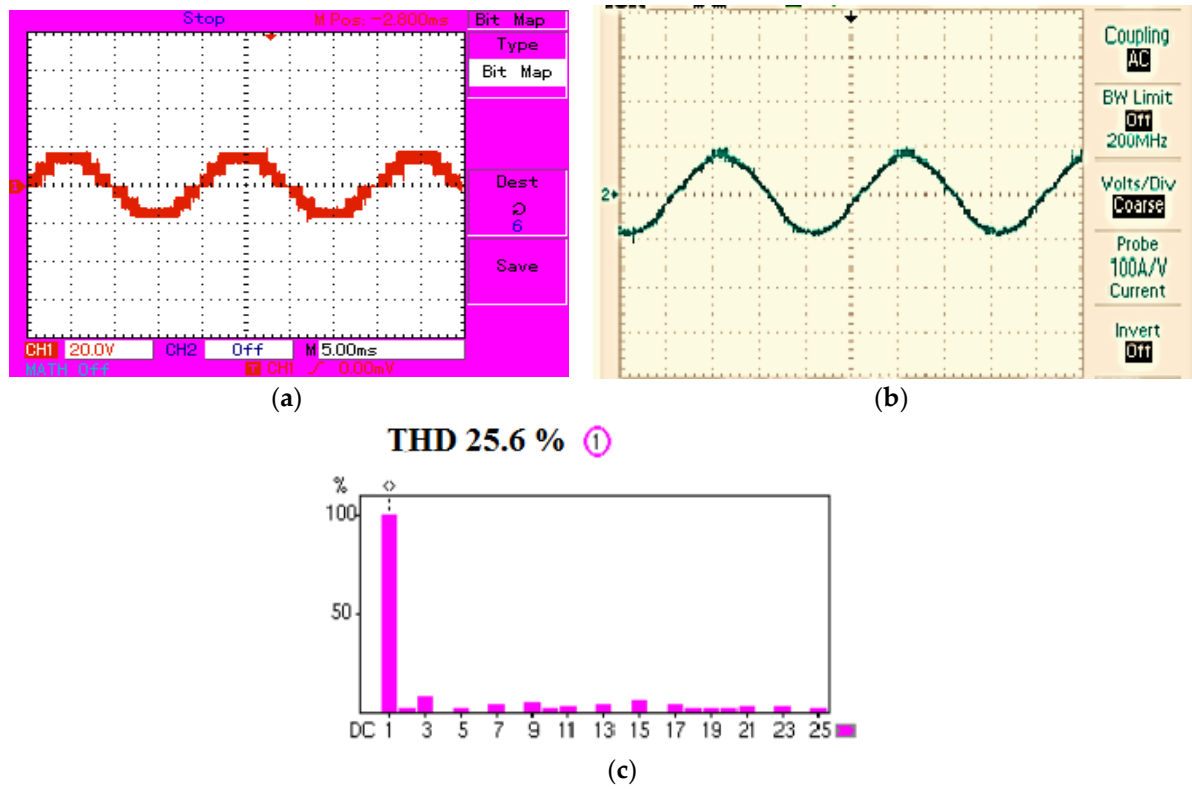 Stop M Pos: -2.800ms Bit Map
Type
Bit Map
Dest
6
Save
1
CH1 20.0V CH2 Off M 5.00ms
MATH Off T CH1 0.00mV
(a)
Coupling
AC
BW Limit
Off
200MHz
Volts/Div
Coarse
Probe
100A/V
Current
Invert
Off
2
(b)
THD 25.6 % 1
%
100
50
DC 1 3 5 7 9 11 13 15 17 19 21 23 25
(c)